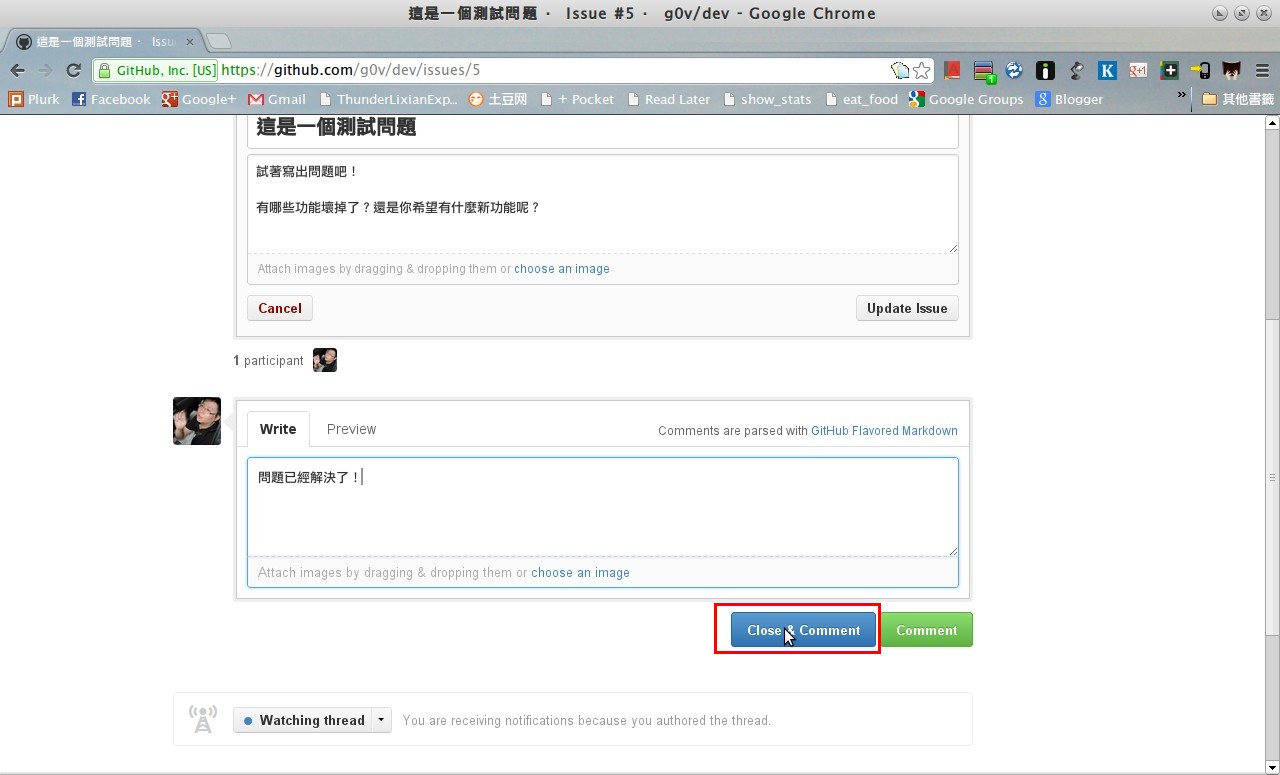 這是一個測試問題 · Issue #5 · g0v/dev - Google Chrome
這是一個測試問題 · Issu
GitHub, Inc. [US] https://github.com/g0v/dev/issues/5
Plurk Facebook Google+ Gmail ThunderLixianExp... 土豆网 + Pocket Read Later show_stats eat_food Google Groups Blogger » 其他書籤
這是一個測試問題
試著寫出問題吧！
有哪些功能壞掉了？還是你希望有什麼新功能呢？
Attach images by dragging & dropping them or choose an image
Cancel Update Issue
1 participant
Write Preview Comments are parsed with GitHub Flavored Markdown
問題已經解決了！
Attach images by dragging & dropping them or choose an image
Close & Comment Comment
Watching thread You are receiving notifications because you authored the thread.